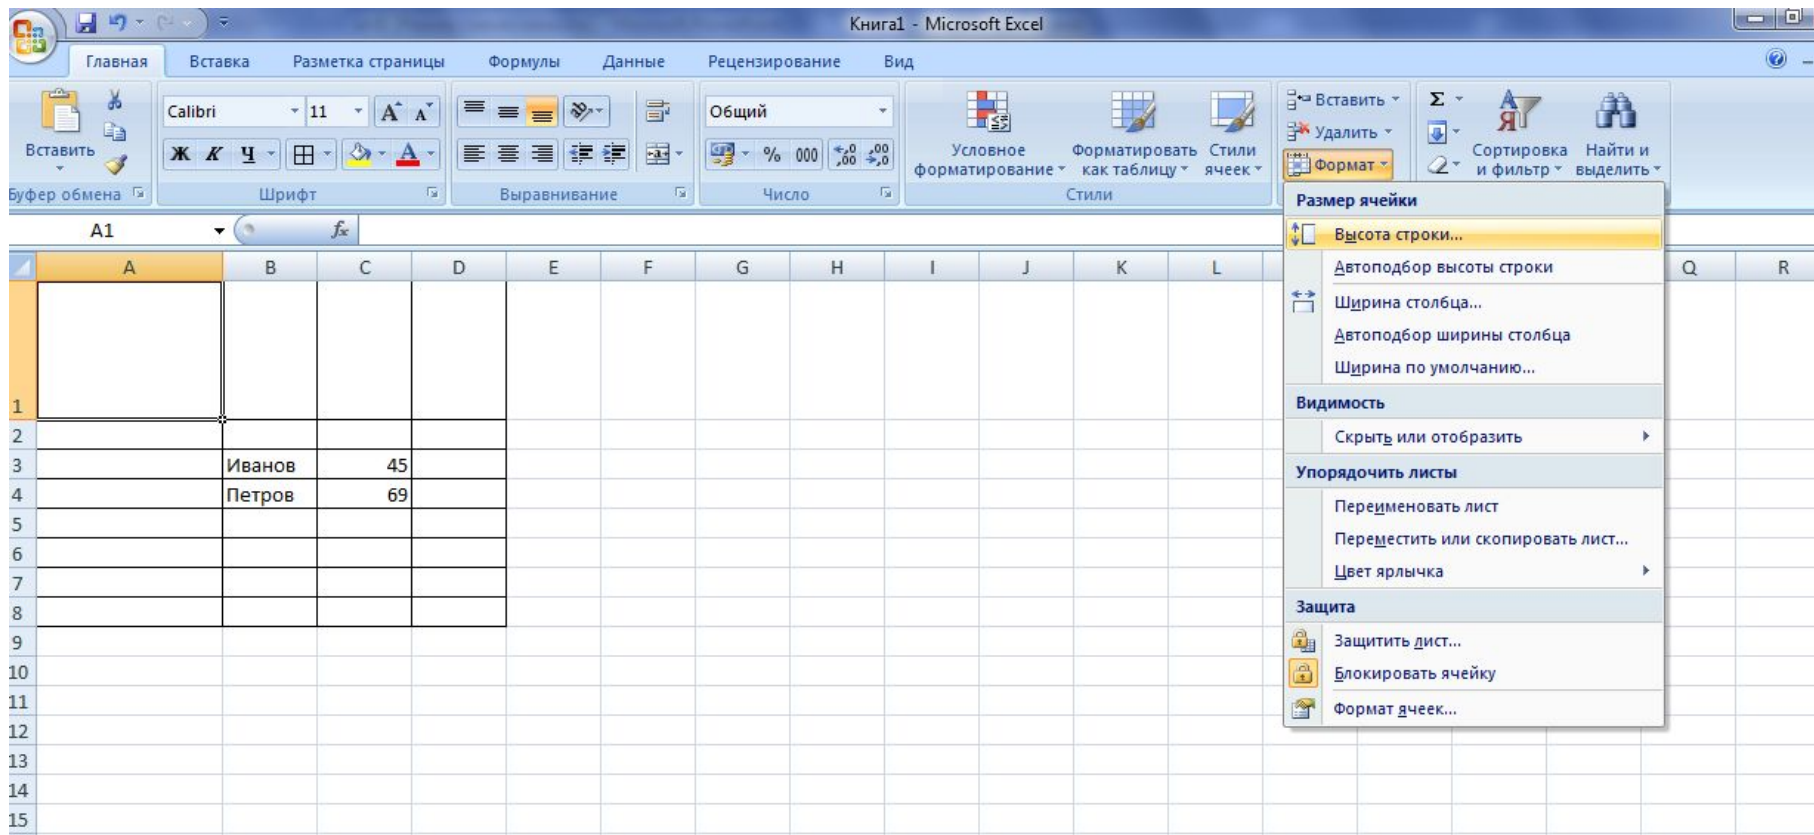 Книга1 - Microsoft Excel
Главная Вставка Разметка страницы Формулы Данные Рецензирование Вид
Вставить
Буфер обмена
Calibri 11
Ж К Ч А
Шрифт
Выравнивание
Общий
% 000
Число
Условное форматирование
Форматировать как таблицу
Стили ячеек
Стили
Вставить
Удалить
Формат
Σ
Сортировка и фильтр
Найти и выделить
A1
fx
A B C D E F G H I J K L Q R
1
2
3 Иванов 45
4 Петров 69
5
6
7
8
9
10
11
12
13
14
15
Размер ячейки
Высота строки...
Автоподбор высоты строки
Ширина столбца...
Автоподбор ширины столбца
Ширина по умолчанию...
Видимость
Скрыть или отобразить
Упорядочить листы
Переименовать лист
Переместить или скопировать лист...
Цвет ярлычка
Защита
Защитить лист...
Блокировать ячейку
Формат ячеек...